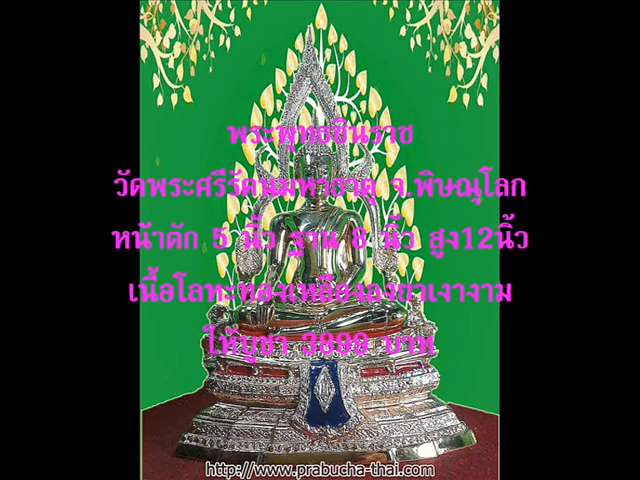 พระพุทธชินราช
วัดพระศรีรัตนมหาธาตุ จ.พิษณุโลก
หน้าตัก 5 นิ้ว ฐาน 8 นิ้ว สูง12นิ้ว
เนื้อโลหะทองเหลืององค์เงางาม
ให้บูชา 3899 บาท
http://www.prabucha-thai.com